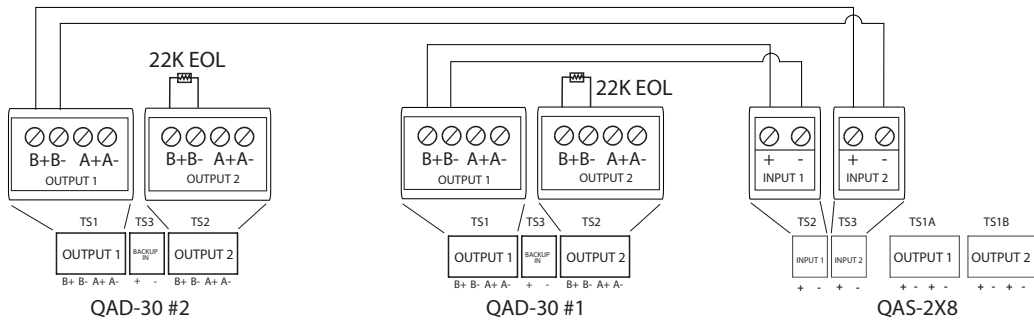 22K EOL
22K EOL
B+B- A+A-
OUTPUT 1
B+B- A+A-
OUTPUT 2
B+B- A+A-
OUTPUT 1
B+B- A+A-
OUTPUT 2
+ -
INPUT 1
+ -
INPUT 2
TS1 TS3 TS2
OUTPUT 1 BACKUP IN OUTPUT 2
B+ B- A+ A- + - B+ B- A+ A-
QAD-30 #2
TS1 TS3 TS2
OUTPUT 1 BACKUP IN OUTPUT 2
B+ B- A+ A- + - B+ B- A+ A-
QAD-30 #1
TS2 TS3 TS1A TS1B
INPUT 1 INPUT 2 OUTPUT 1 OUTPUT 2
+ - + - + - + - + - + -
QAS-2X8